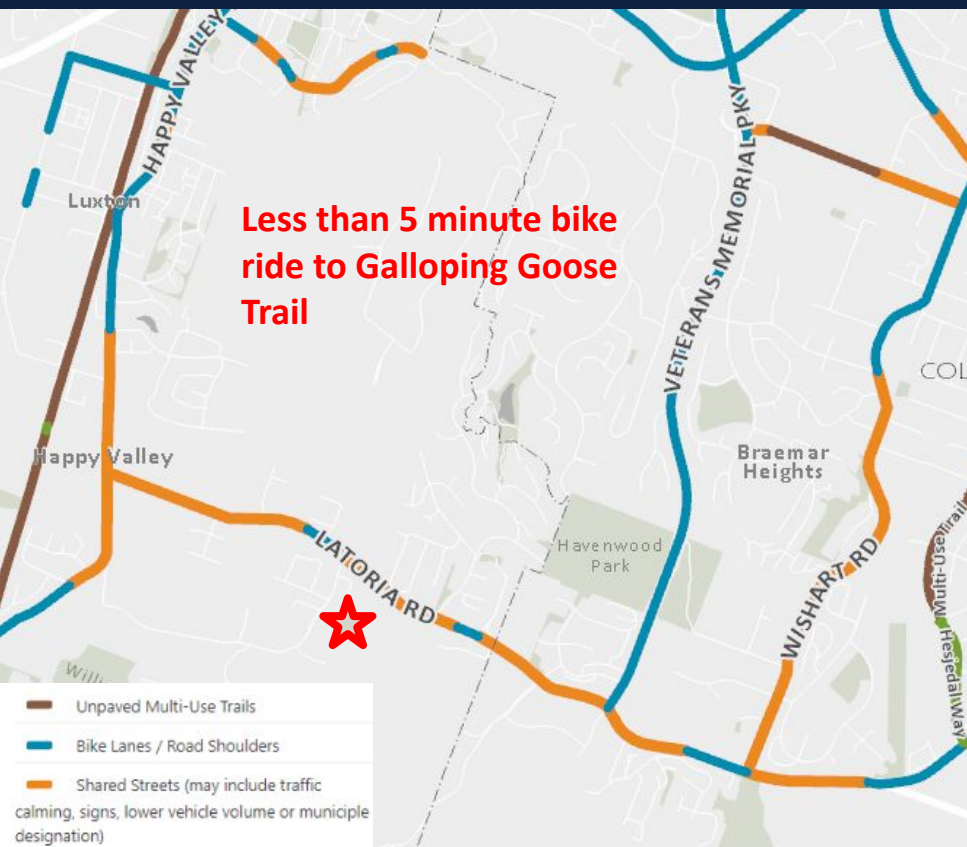 HAPPY VALLEY
Luxton
Less than 5 minute bike
ride to Galloping Goose
Trail
VETERANS MEMORIAL PKY
COL
Happy Valley
Braemar
Heights
Havenwood
Park
LATORIA RD
WISHART RD
Multi-Use Trail
Hesjedal Way
Unpaved Multi-Use Trails
Bike Lanes / Road Shoulders
Shared Streets (may include traffic
calming, signs, lower vehicle volume or municiple
designation)